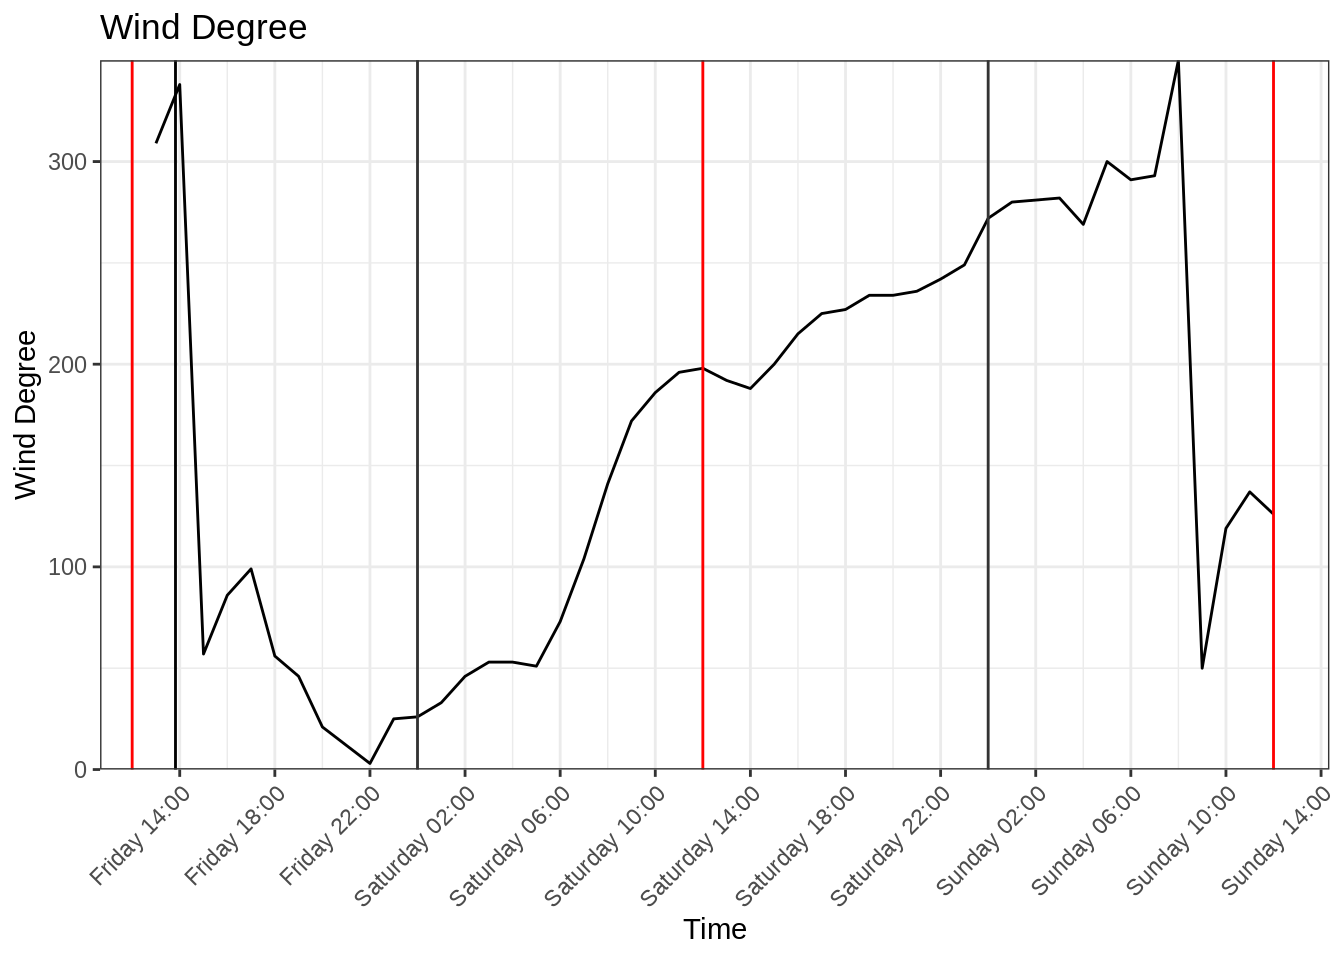 Wind Degree
Wind Degree
300
200
100
0
Friday 14:00
Friday 18:00
Friday 22:00
Saturday 02:00
Saturday 06:00
Saturday 10:00
Saturday 14:00
Saturday 18:00
Saturday 22:00
Sunday 02:00
Sunday 06:00
Sunday 10:00
Sunday 14:00
Time